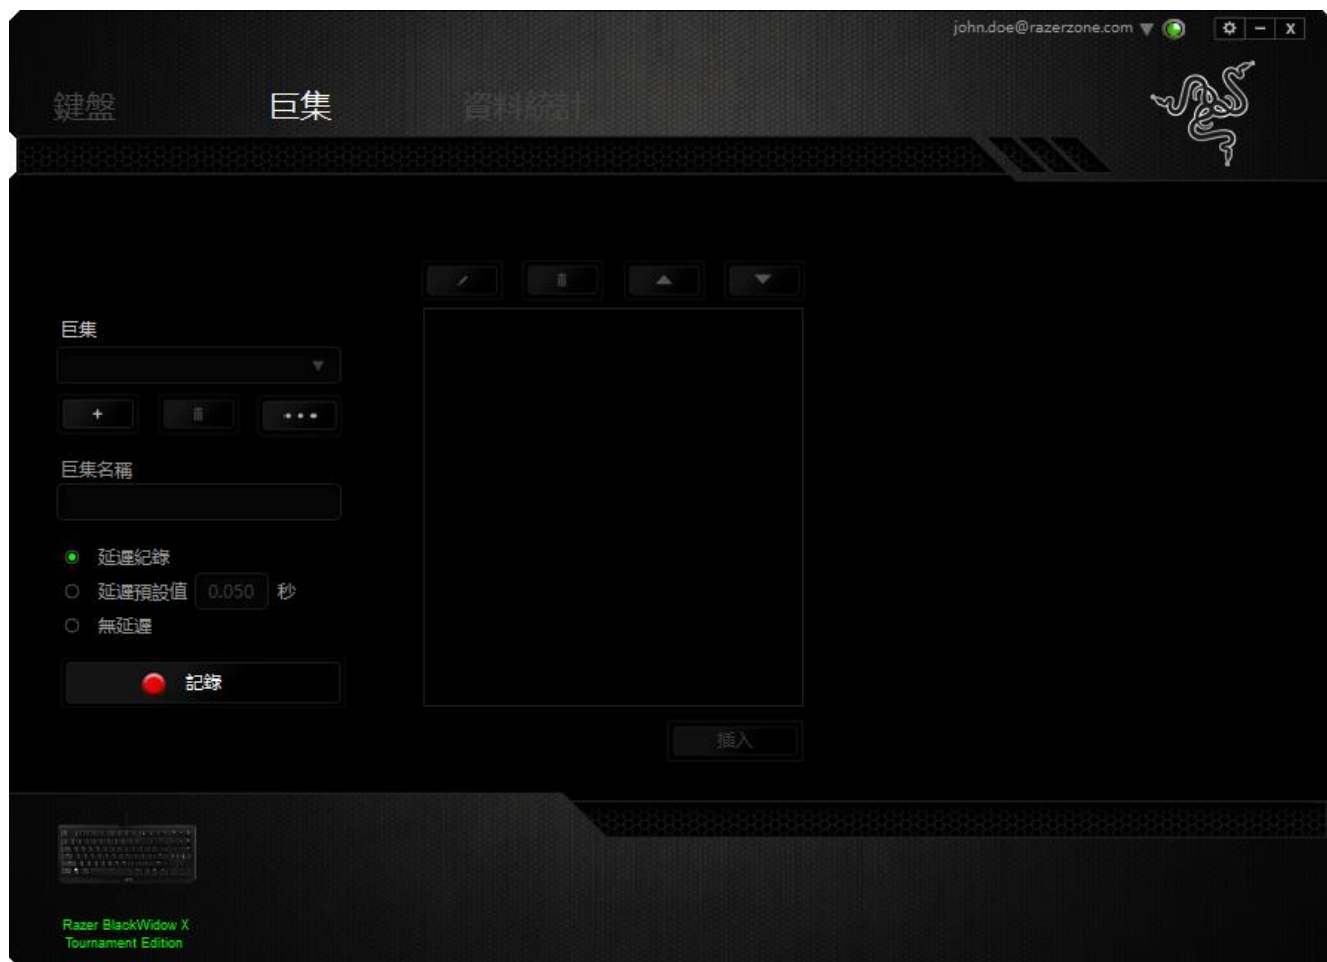 john.doe@razerzone.com
鍵盤 巨集 資料統計
巨集
巨集名稱
延遲紀錄
延遲預設值 0.050 秒
無延遲
記錄
插入
Razer BlackWidow X
Tournament Edition